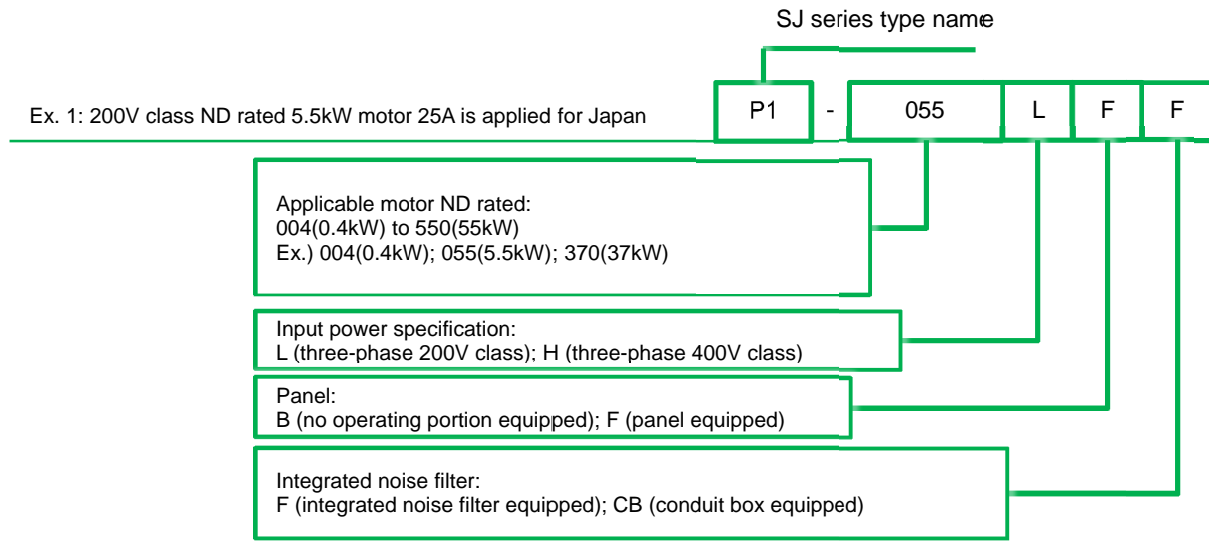 SJ series type name
Ex. 1: 200V class ND rated 5.5kW motor 25A is applied for Japan
P1 - 055 L F F
Applicable motor ND rated:
004(0.4kW) to 550(55kW)
Ex.) 004(0.4kW); 055(5.5kW); 370(37kW)
Input power specification:
L (three-phase 200V class); H (three-phase 400V class)
Panel:
B (no operating portion equipped); F (panel equipped)
Integrated noise filter:
F (integrated noise filter equipped); CB (conduit box equipped)